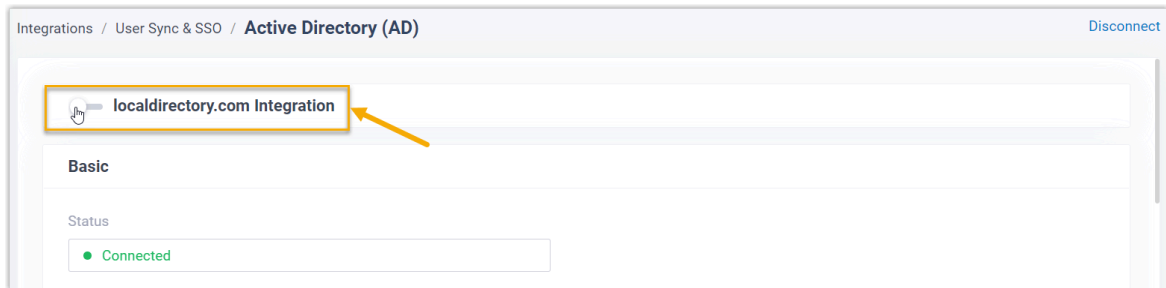 Integrations / User Sync & SSO / Active Directory (AD)
Disconnect
localdirectory.com Integration
Basic
Status
Connected